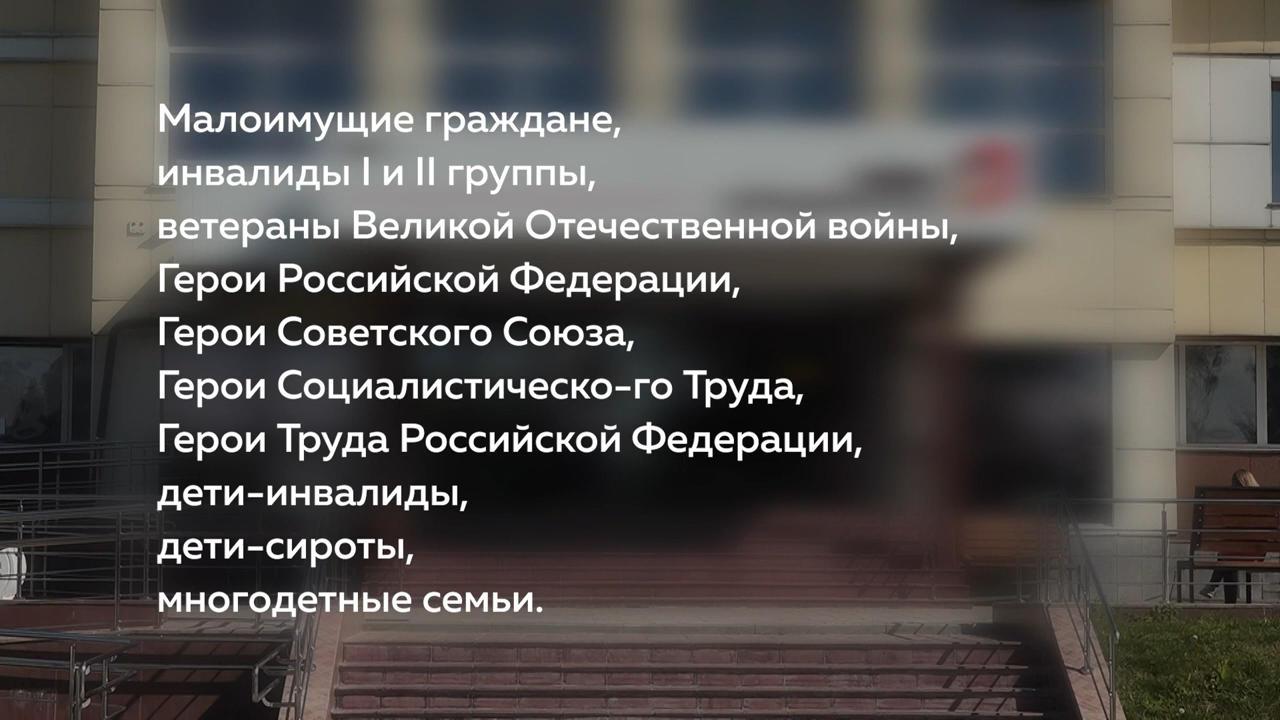 Малоимущие граждане,
инвалиды I и II группы,
ветераны Великой Отечественной войны,
Герои Российской Федерации,
Герои Советского Союза,
Герои Социалистическо-го Труда,
Герои Труда Российской Федерации,
дети-инвалиды,
дети-сироты,
многодетные семьи.